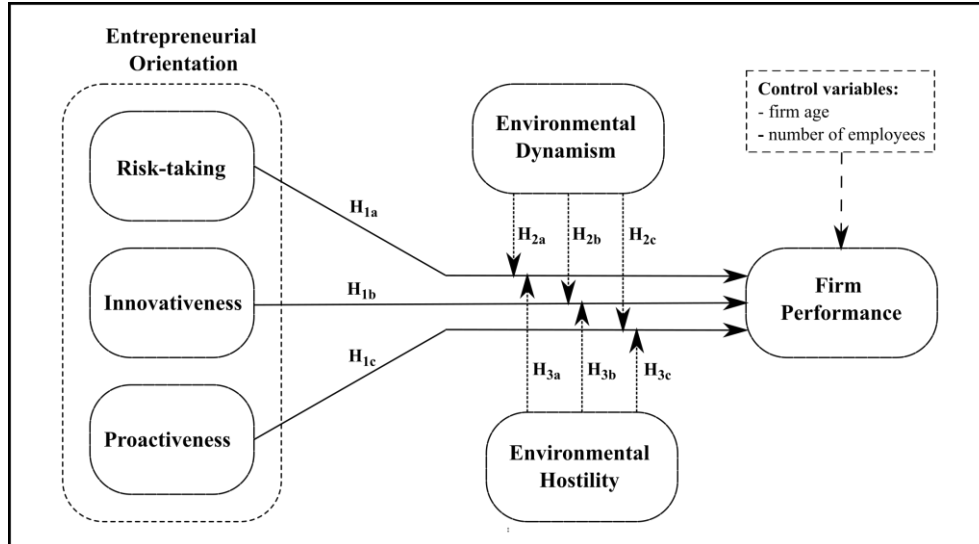 Entrepreneurial
Orientation
Risk-taking
Innovativeness
Proactiveness
H1a
H1b
H1c
Environmental
Dynamism
H2a
H2b
H2c
H3a
H3b
H3c
Environmental
Hostility
Control variables:
- firm age
- number of employees
Firm
Performance